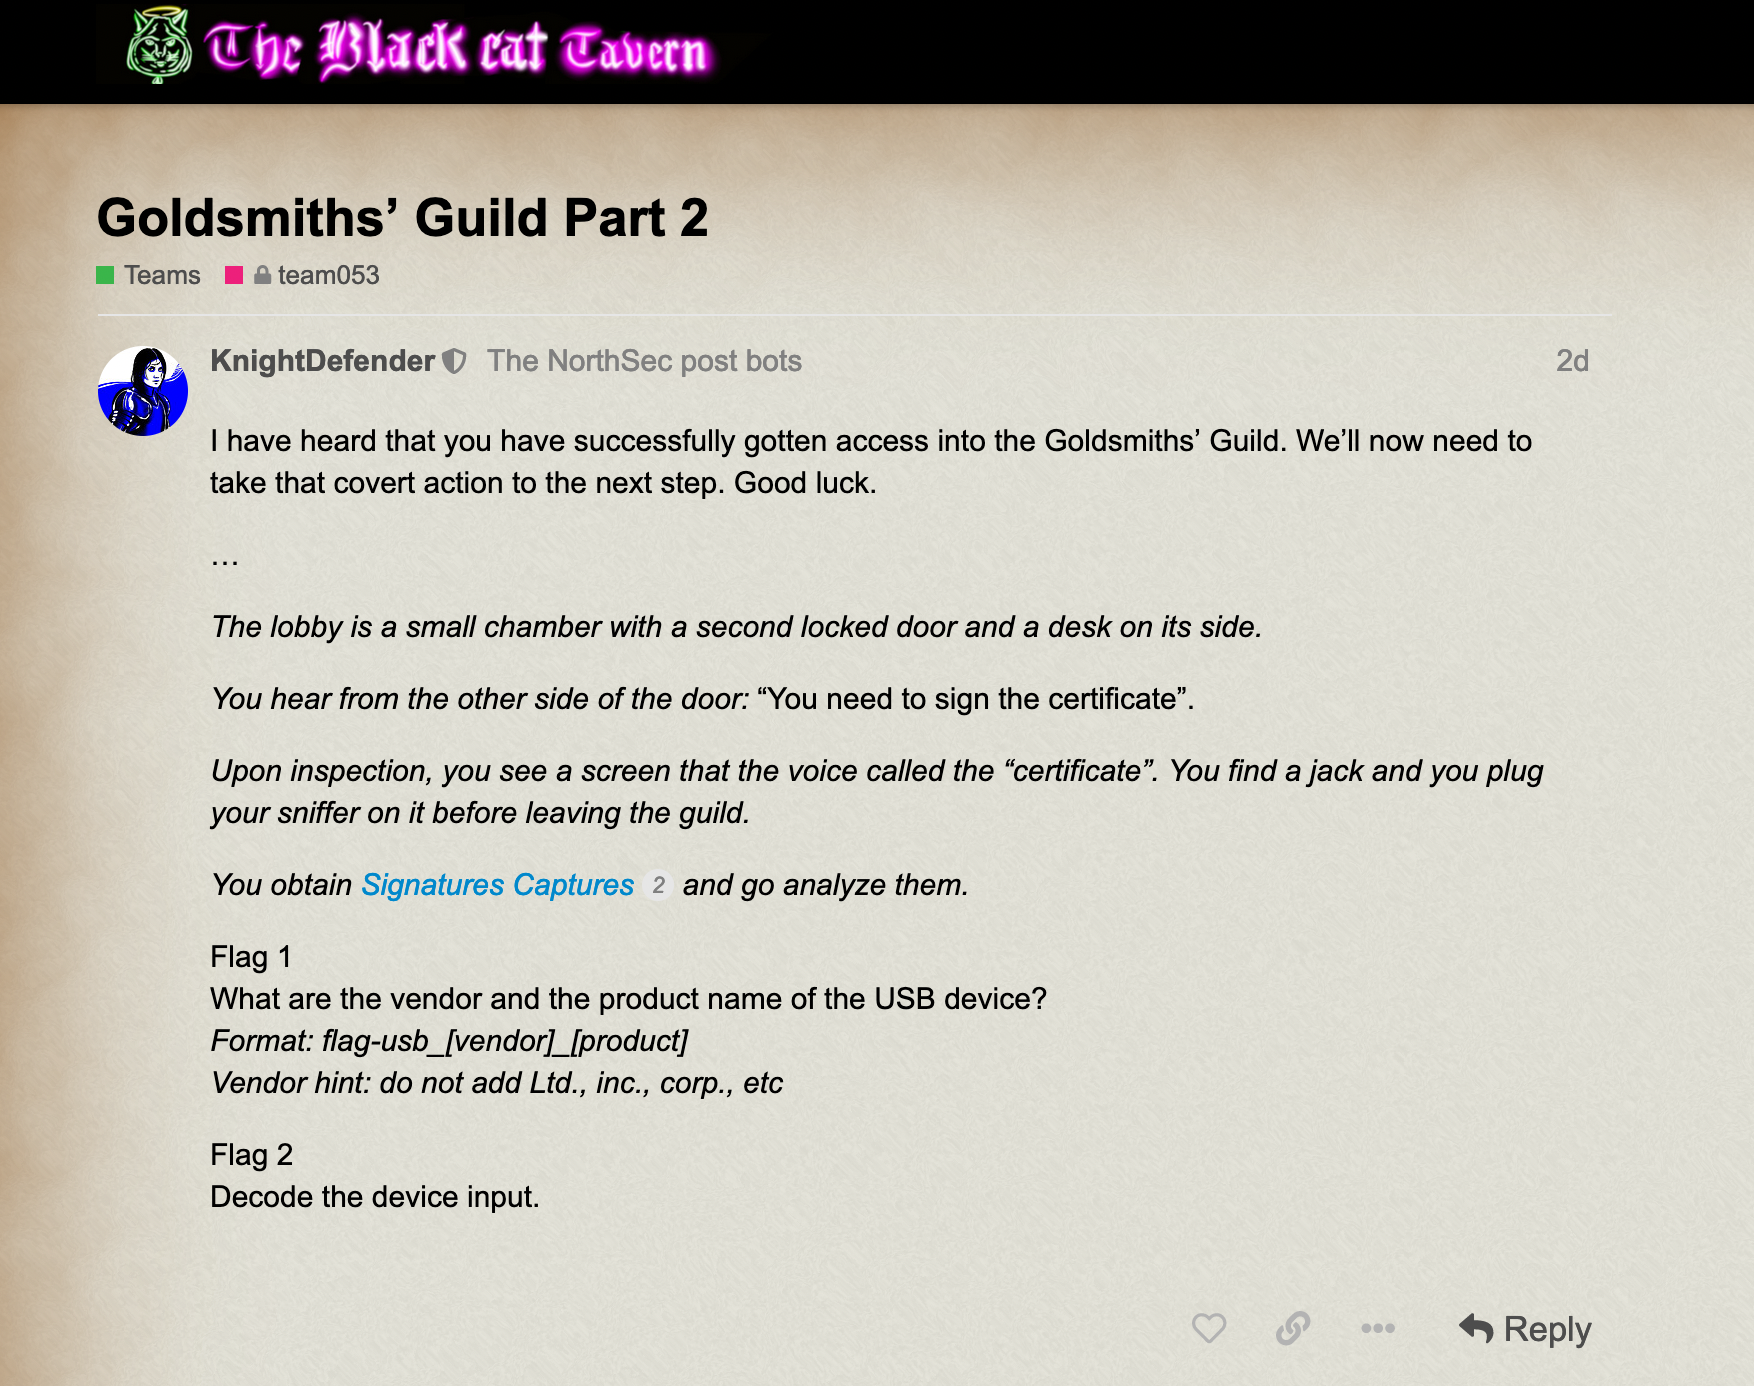 The Black cat Tavern
Goldsmiths’ Guild Part 2
Teams team053
KnightDefender The NorthSec post bots 2d
I have heard that you have successfully gotten access into the Goldsmiths’ Guild. We’ll now need to
take that covert action to the next step. Good luck.
…
The lobby is a small chamber with a second locked door and a desk on its side.
You hear from the other side of the door: “You need to sign the certificate”.
Upon inspection, you see a screen that the voice called the “certificate”. You find a jack and you plug
your sniffer on it before leaving the guild.
You obtain Signatures Captures 2 and go analyze them.
Flag 1
What are the vendor and the product name of the USB device?
Format: flag-usb_[vendor]_[product]
Vendor hint: do not add Ltd., inc., corp., etc
Flag 2
Decode the device input.
Reply